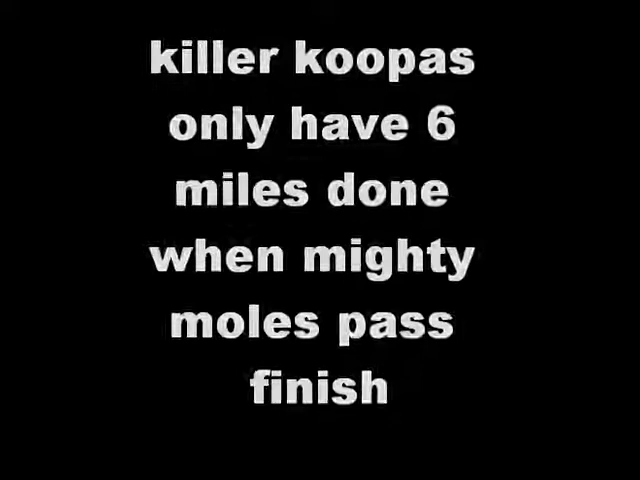 killer koopas
only have 6
miles done
when mighty
moles pass
finish